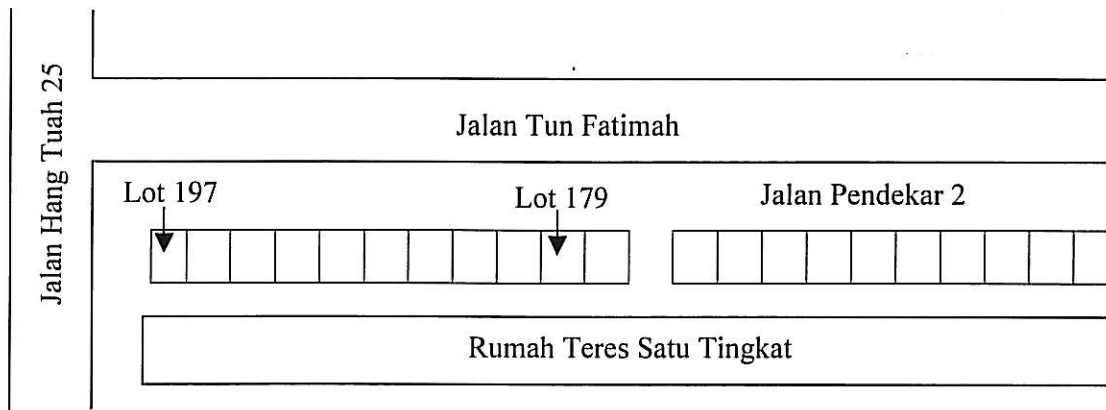 Jalan Hang Tuah 25
Jalan Tun Fatimah
Lot 197
Lot 179
Jalan Pendekar 2
Rumah Teres Satu Tingkat